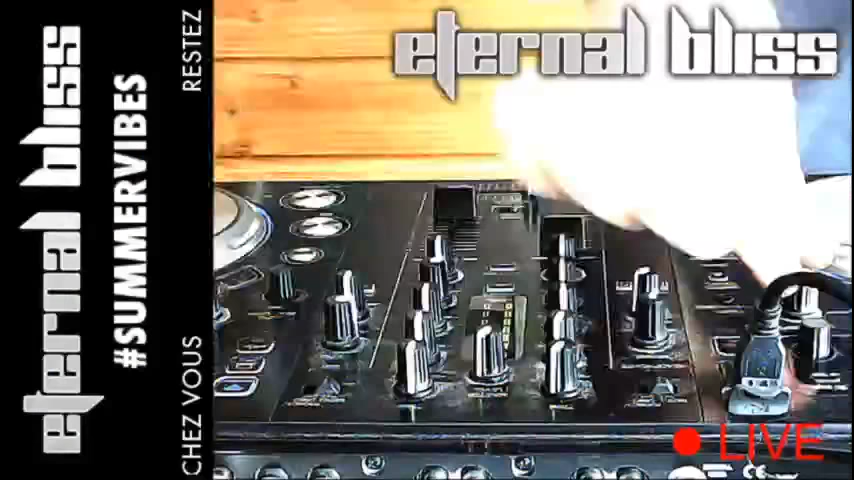 eternal bliss
#SUMMERVIBES
RESTEZ
CHEZ VOUS
eternal bliss
LIVE